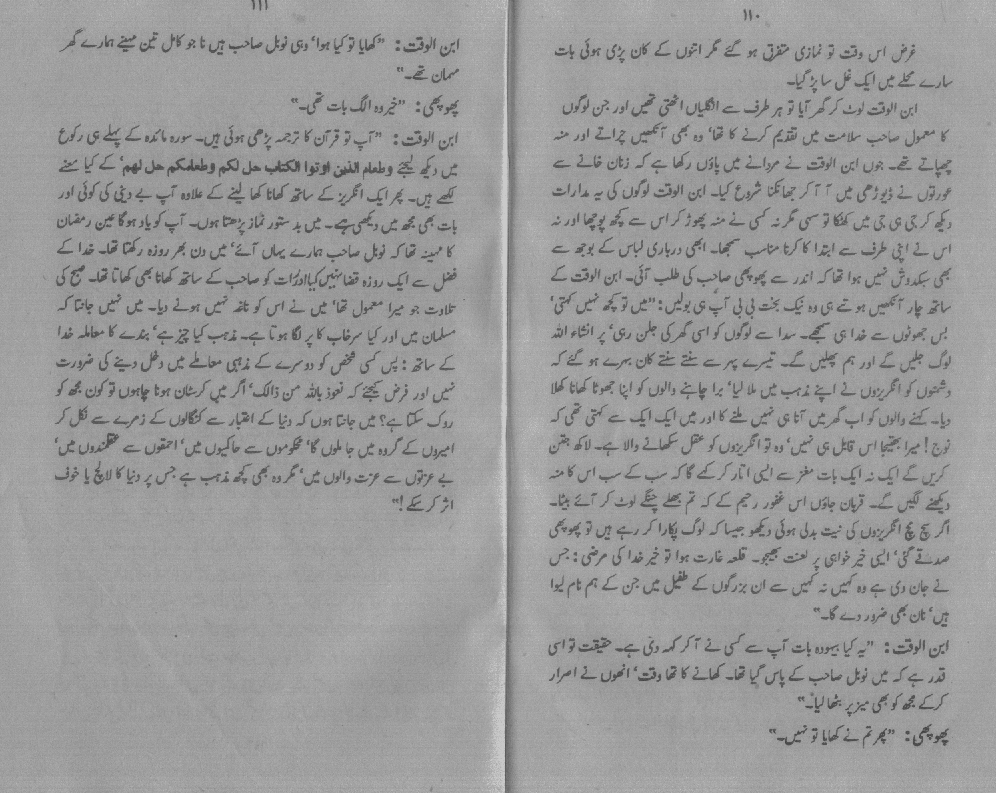 ۱۱۰
غرض اس وقت تو نمازی متفرق ہو گئے مگر اتنوں کے کان پڑی ہوئی بات
سارے محلے میں ایک غل سا پڑ گیا۔
ابن الوقت لوٹ کر گھر آیا تو ہر طرف سے انگلیاں اٹھتی تھیں اور جن لوگوں
کا معمول صاحب سلامت میں تقدیم کرنے کا تھا‘ وہ بھی آنکھیں چراتے اور منہ
چھپاتے تھے۔ جوں ابن الوقت نے مردانے میں پاؤں رکھا ہے کہ زنان خانے سے
عورتوں نے ڈیوڑھی میں آ آ کر جھانکنا شروع کیا۔ ابن الوقت لوگوں کی یہ مدارات
دیکھ کر جی ہی جی میں کھٹکا تو سہی مگر نہ کسی نے منہ پھوڑ کر اس سے کچھ پوچھا اور نہ
اس نے اپنی طرف سے ابتدا کا کرنا مناسب سمجھا۔ ابھی درباری لباس کے بوجھ سے
بھی سبکدوش نہیں ہوا تھا کہ اندر سے پھوپھی صاحب کی طلب آئی۔ ابن الوقت کے
ساتھ چار آنکھیں ہوتے ہی وہ نیک بخت بی بی آپ ہی بولیں: ”میں تو کچھ نہیں کہتی‘
بس جھوٹوں سے خدا ہی سمجھے۔ سدا سے لوگوں کو اسی گھر کی جلن رہی‘ پر انشاء اللہ
لوگ جلیں گے اور ہم پھلیں گے۔ تیسرے پہر سے سنتے سنتے کان بہرے ہو گئے کہ
دشمنوں کو انگریزوں نے اپنے مذہب میں ملا لیا‘ برا چاہنے والوں کو اپنا جھوٹا کھانا کھلا
دیا۔ کہنے والوں کو اب گھر میں آنا ہی نہیں ملنے کا اور میں ایک ایک سے کہتی تھی کہ
نوج! میرا بھتیجا اس قابل ہی نہیں‘ وہ تو انگریزوں کو عقل سکھانے والا ہے۔ لاکھ جتن
کریں گے ایک نہ ایک بات مغز سے ایسی اتار کر کہے گا کہ سب کے سب اس کا منہ
دیکھنے لگیں گے۔ قربان جاؤں اس غفور رحیم کے کہ تم بھلے چنگے لوٹ کر آئے بیٹا۔
اگر سچ مچ انگریزوں کی نیت بدلی ہوئی دیکھو جیسا کہ لوگ پکارا کر رہے ہیں تو پھوپھی
صدقے گئی‘ ایسی خیر خواہی پر لعنت بھیجو۔ قلعہ غارت ہوا تو خیر خدا کی مرضی: جس
نے جان دی ہے وہ کہیں نہ کہیں سے ان بزرگوں کے طفیل میں جن کے ہم نام لیوا
ہیں‘ نان بھی ضرور دے گا۔“
ابن الوقت: ”یہ کیا بیہودہ بات آپ سے کسی نے آ کر کہہ دی ہے۔ حقیقت تو اسی
قدر ہے کہ میں نوبل صاحب کے پاس گیا تھا۔ کھانے کا تھا وقت‘ انھوں نے اصرار
کرکے مجھ کو بھی میز پر بٹھا لیا۔“
پھوپھی: ”پھر تم نے کھایا تو نہیں۔“
۱۱۱
ابن الوقت: ”کھایا تو کیا ہوا‘ وہی نوبل صاحب ہیں نا جو کامل تین مہینے ہمارے گھر
مہمان تھے۔“
پھوپھی: ”خیر وہ الگ بات تھی۔“
ابن الوقت: ”آپ تو قرآن کا ترجمہ پڑھی ہوئی ہیں۔ سورہ مائدہ کے پہلے ہی رکوع
میں دیکھ لیجئے وطعام الذین اوتوا الکتاب حل لکم وطعامکم حل لھم‘ کے کیا معنے
لکھے ہیں۔ پھر ایک انگریز کے ساتھ کھانا کھا لینے کے علاوہ آپ بے دینی کی کوئی اور
بات بھی مجھ میں دیکھتی ہے۔ میں بدستور نماز پڑھتا ہوں۔ آپ کو یاد ہوگا عین رمضان
کا مہینہ تھا کہ نوبل صاحب ہمارے یہاں آئے‘ میں دن بھر روزہ رکھتا تھا۔ خدا کے
فضل سے ایک روزہ قضا نہیں کیا اور رات کو صاحب کے ساتھ کھانا بھی کھاتا تھا۔ صبح کی
تلاوت جو میرا معمول تھا‘ میں نے اس کو ناغہ نہیں ہونے دیا۔ میں نہیں جانتا کہ
مسلمان میں اور کیا سرخاب کا پر لگا ہوتا ہے۔ مذہب کیا چیز ہے‘ بندے کا معاملہ خدا
کے ساتھ: پس کسی شخص کو دوسرے کے مذہبی معاملے میں دخل دینے کی ضرورت
نہیں اور فرض کیجئے کہ نعوذ باللہ من ذالک‘ اگر میں کرسٹان ہونا چاہوں تو کون مجھ کو
روک سکتا ہے؟ میں جانتا ہوں کہ دنیا کے اعتبار سے کنگالوں کے زمرے سے نکل کر
امیروں کے گروہ میں جا ملوں گا‘ محکوموں سے حاکموں میں‘ احمقوں سے عقلمندوں میں‘
بے عزتوں سے عزت والوں میں‘ مگر وہ بھی کچھ مذہب ہے جس پر دنیا کا لالچ یا خوف
اثر کر سکے!“